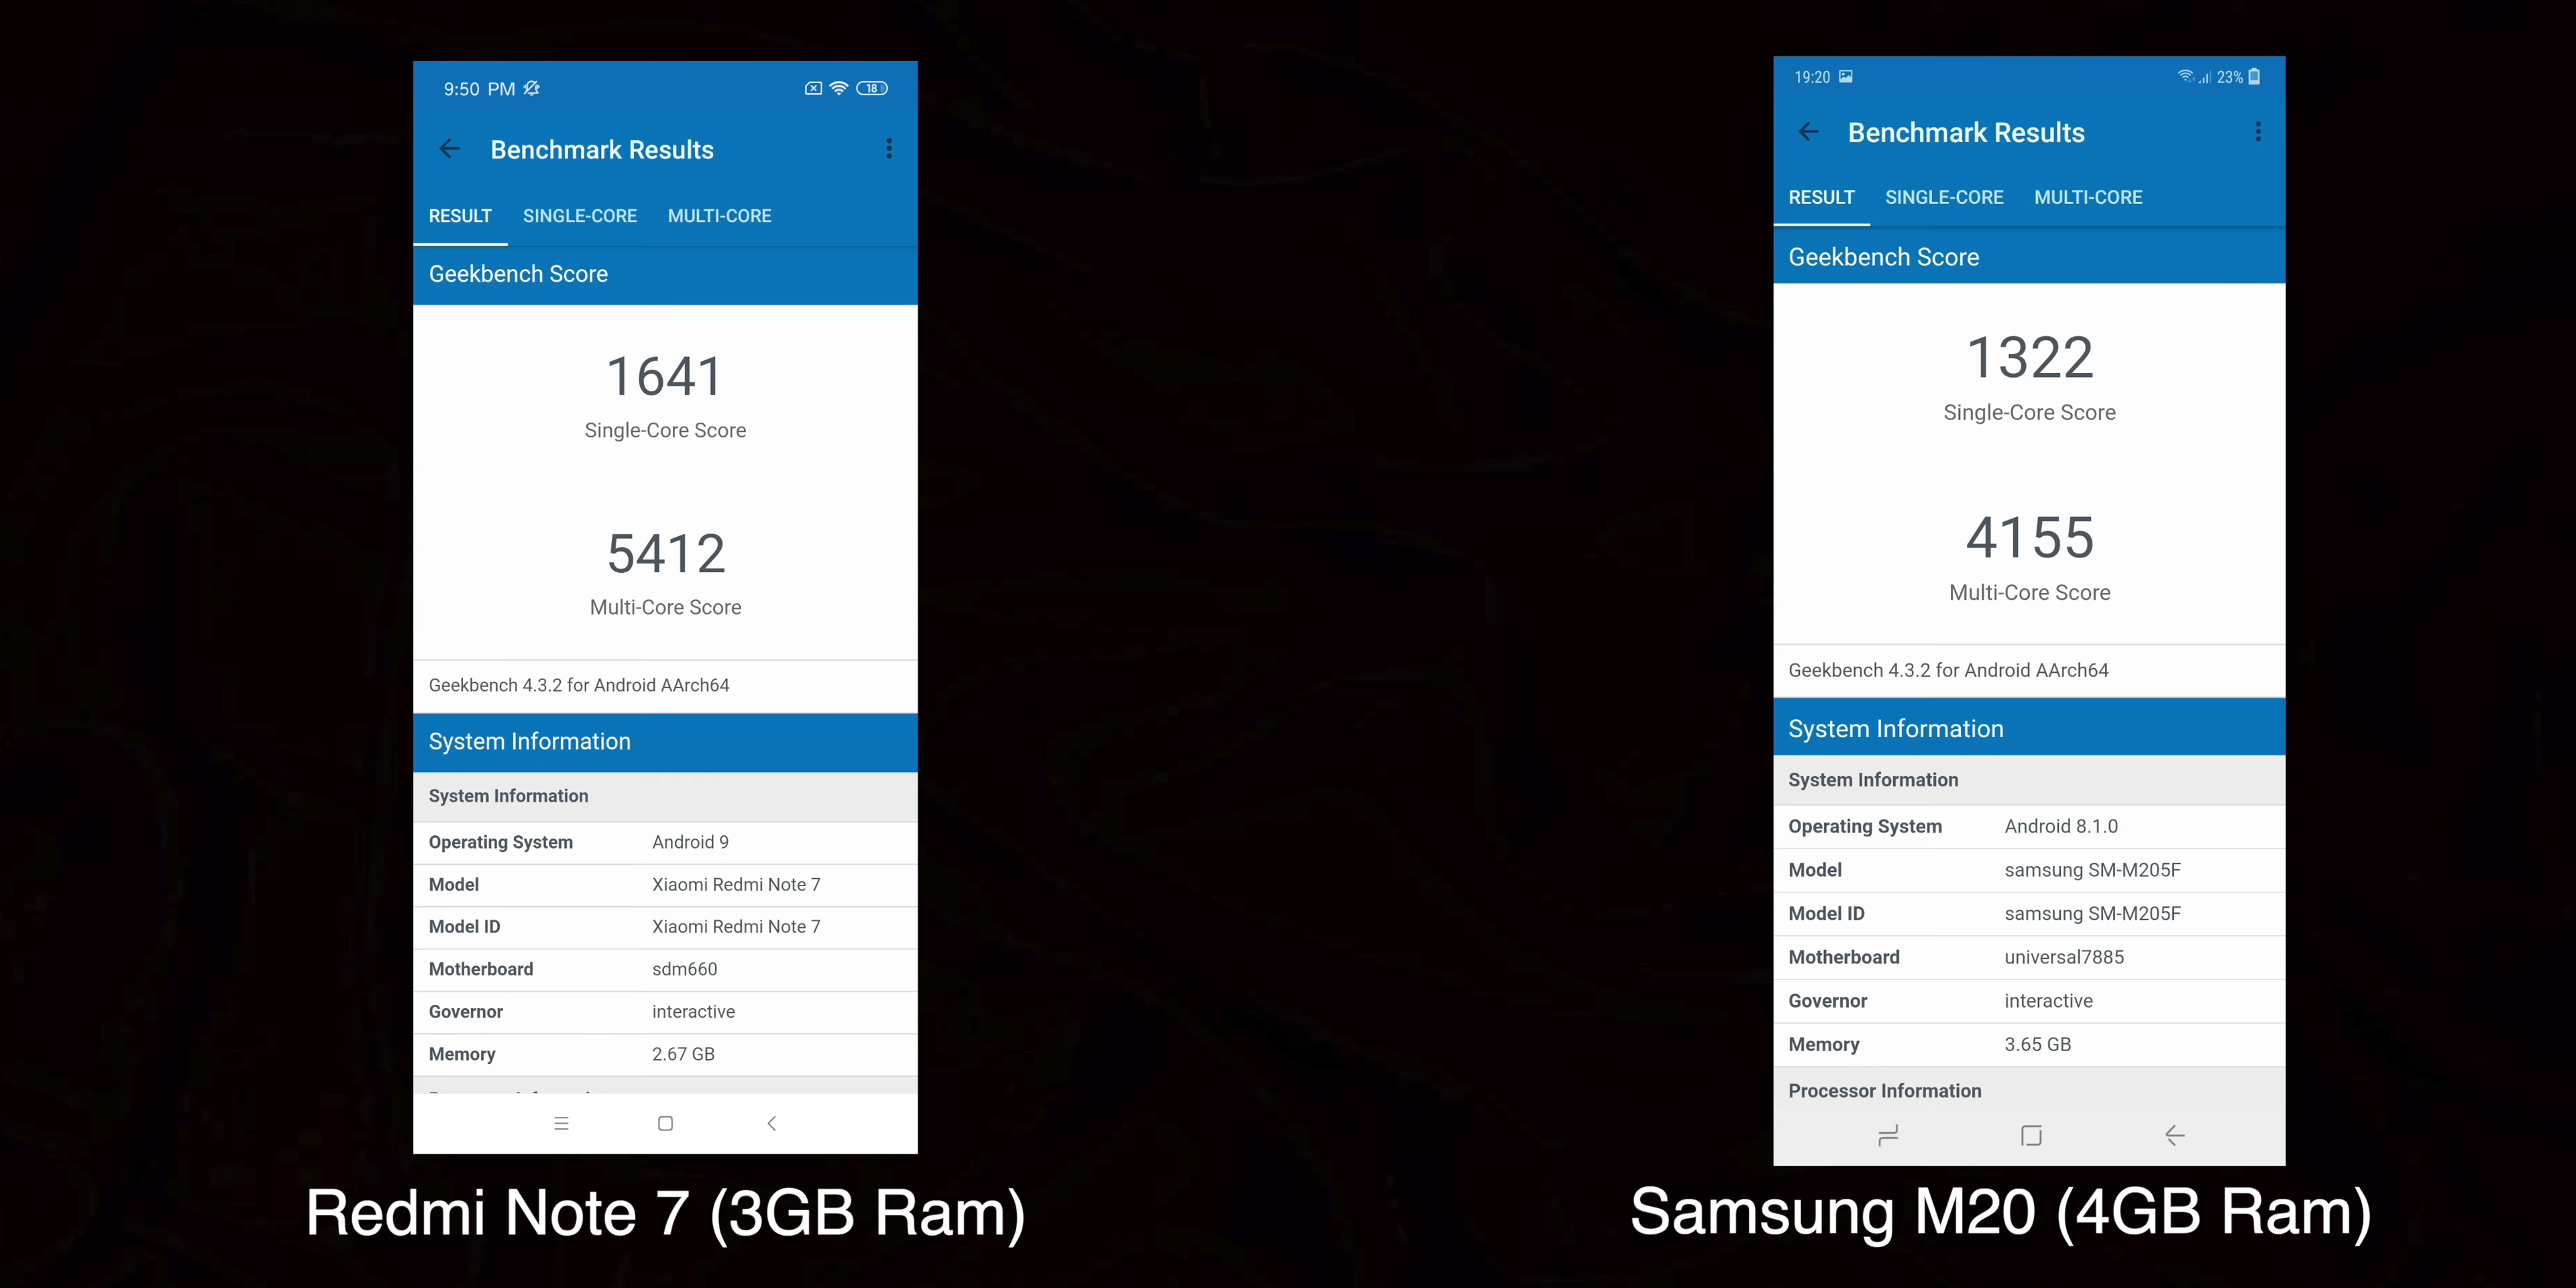 9:50 PM
18
Benchmark Results
RESULT SINGLE-CORE MULTI-CORE
Geekbench Score
1641
Single-Core Score
5412
Multi-Core Score
Geekbench 4.3.2 for Android AArch64
System Information
System Information
Operating System Android 9
Model Xiaomi Redmi Note 7
Model ID Xiaomi Redmi Note 7
Motherboard sdm660
Governor interactive
Memory 2.67 GB
Redmi Note 7 (3GB Ram)
19:20
23%
Benchmark Results
RESULT SINGLE-CORE MULTI-CORE
Geekbench Score
1322
Single-Core Score
4155
Multi-Core Score
Geekbench 4.3.2 for Android AArch64
System Information
System Information
Operating System Android 8.1.0
Model samsung SM-M205F
Model ID samsung SM-M205F
Motherboard universal7885
Governor interactive
Memory 3.65 GB
Processor Information
Samsung M20 (4GB Ram)